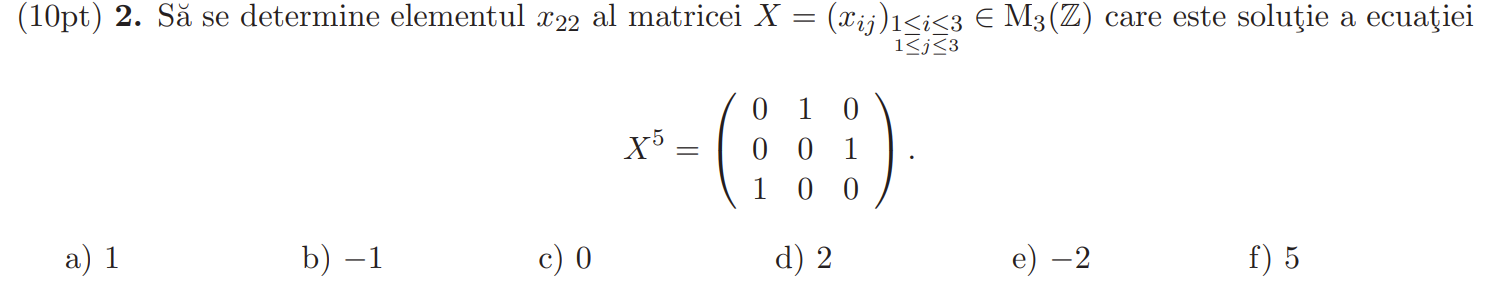 (10pt) 2. Să se determine elementul x₂₂ al matricei X = (xᵢⱼ)1≤i≤3 1≤j≤3 ∈ M₃(ℤ) care este soluţie a ecuaţiei
X⁵ = ( 0 1 0
0 0 1
1 0 0 ) .
a) 1 b) −1 c) 0 d) 2 e) −2 f) 5